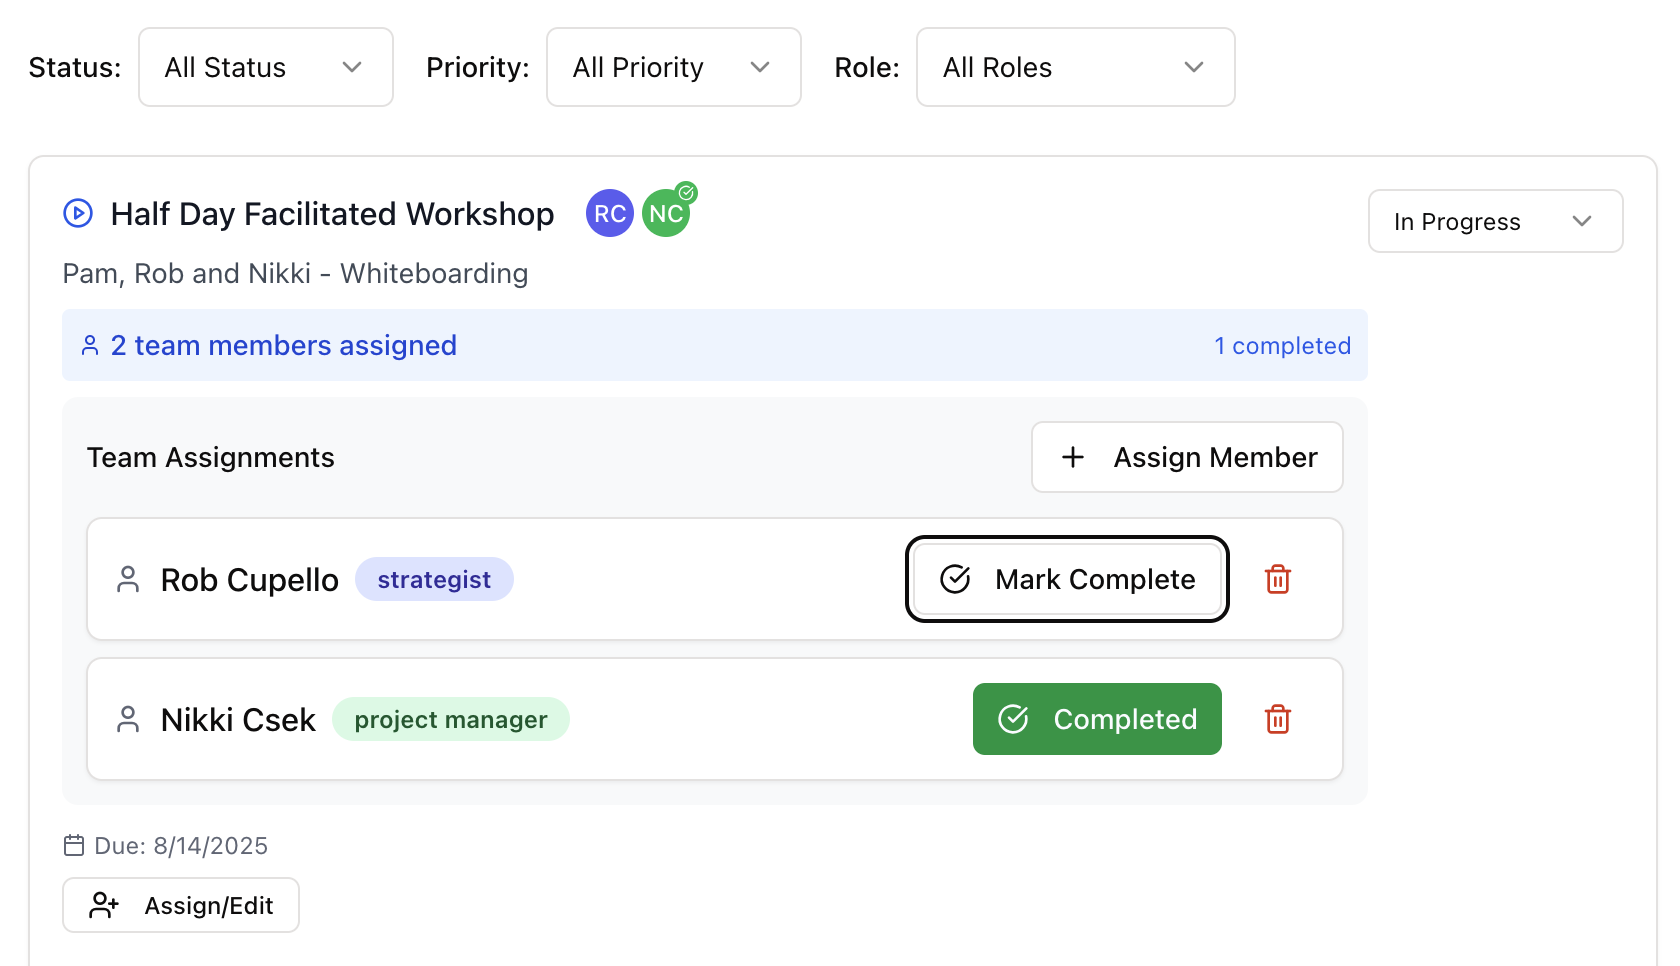 Status: All Status Priority: All Priority Role: All Roles
Half Day Facilitated Workshop RC NC In Progress
Pam, Rob and Nikki - Whiteboarding
2 team members assigned 1 completed
Team Assignments Assign Member
Rob Cupello strategist Mark Complete
Nikki Csek project manager Completed
Due: 8/14/2025
Assign/Edit